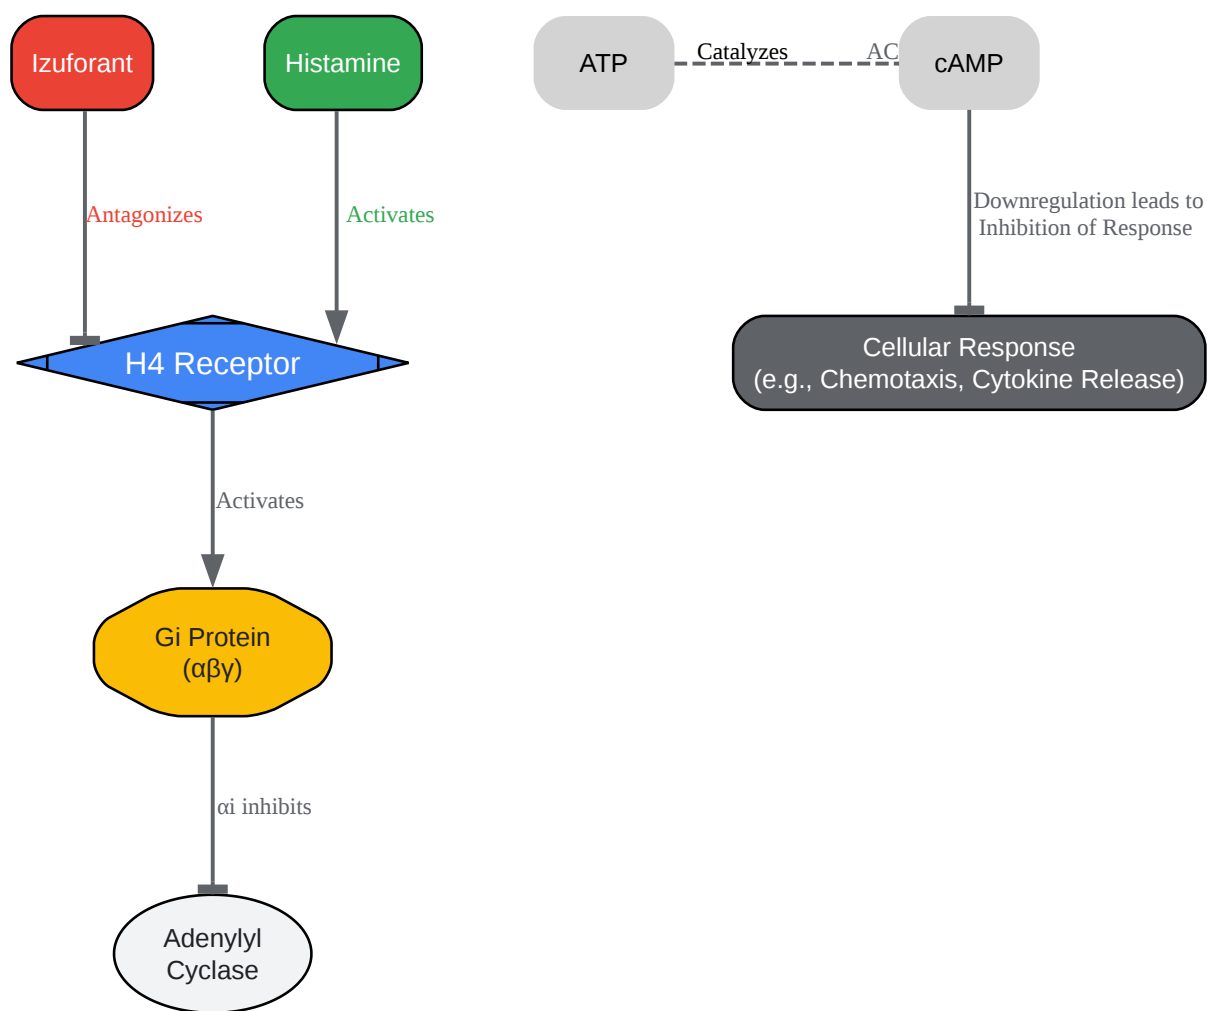 Izuforant
Histamine
ATP
Catalyzes
AC
cAMP
Antagonizes
Activates
Downregulation leads to
Inhibition of Response
H4 Receptor
Cellular Response
(e.g., Chemotaxis, Cytokine Release)
Activates
Gi Protein
(αβγ)
αi inhibits
Adenylyl
Cyclase